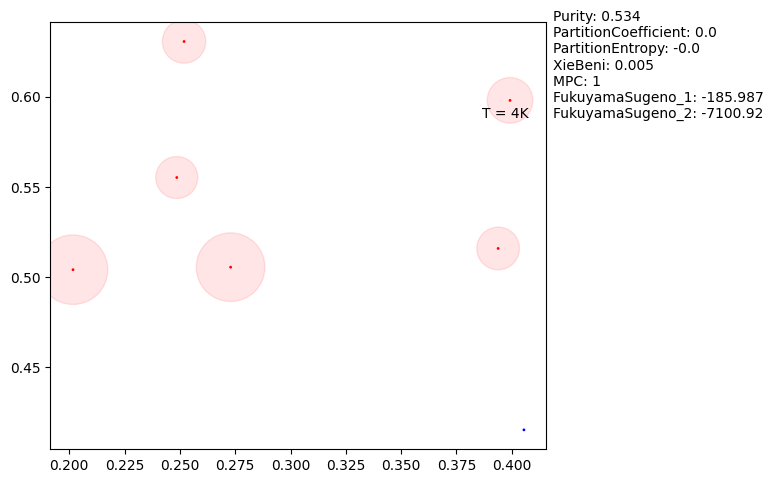 Purity: 0.534
PartitionCoefficient: 0.0
PartitionEntropy: -0.0
XieBeni: 0.005
MPC: 1
FukuyamaSugeno_1: -185.987
FukuyamaSugeno_2: -7100.92
T = 4K
0.60
0.55
0.50
0.45
0.200 0.225 0.250 0.275 0.300 0.325 0.350 0.375 0.400